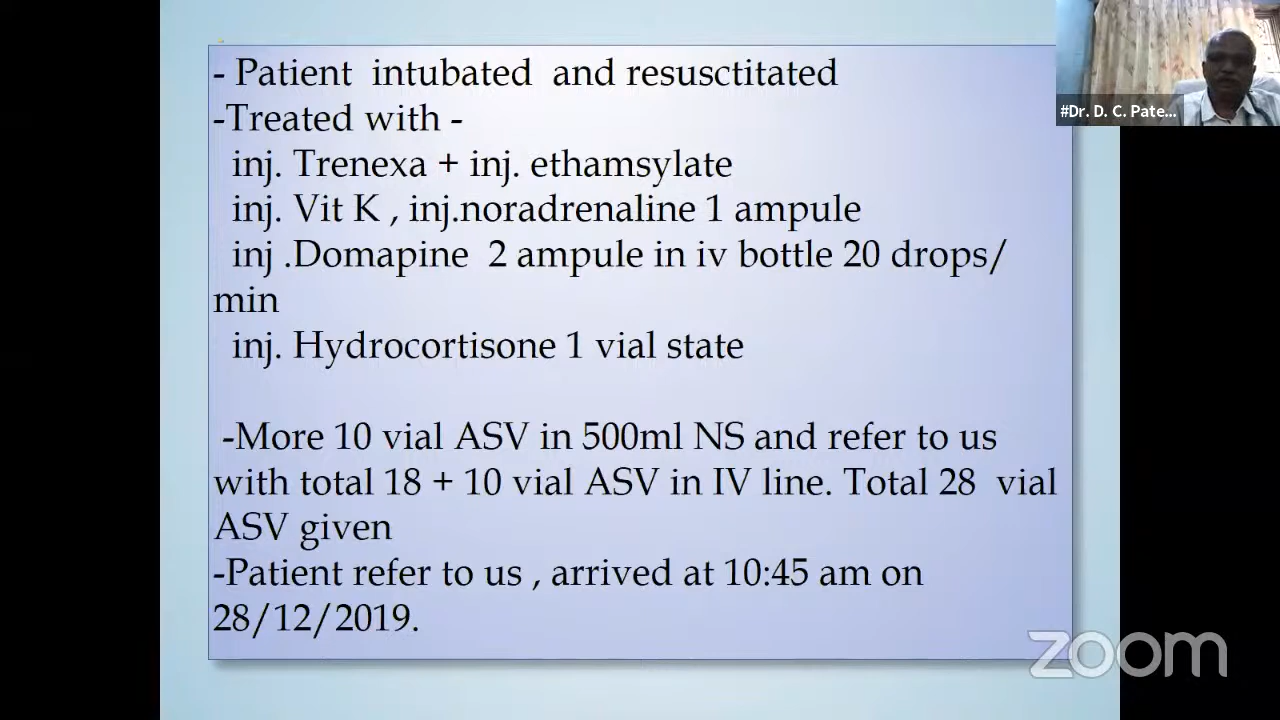 - Patient intubated and resusctitated
-Treated with -
inj. Trenexa + inj. ethamsylate
inj. Vit K , inj.noradrenaline 1 ampule
inj .Domapine 2 ampule in iv bottle 20 drops/
min
inj. Hydrocortisone 1 vial state
-More 10 vial ASV in 500ml NS and refer to us
with total 18 + 10 vial ASV in IV line. Total 28 vial
ASV given
-Patient refer to us , arrived at 10:45 am on
28/12/2019.
#Dr. D. C. Pate...
zoom